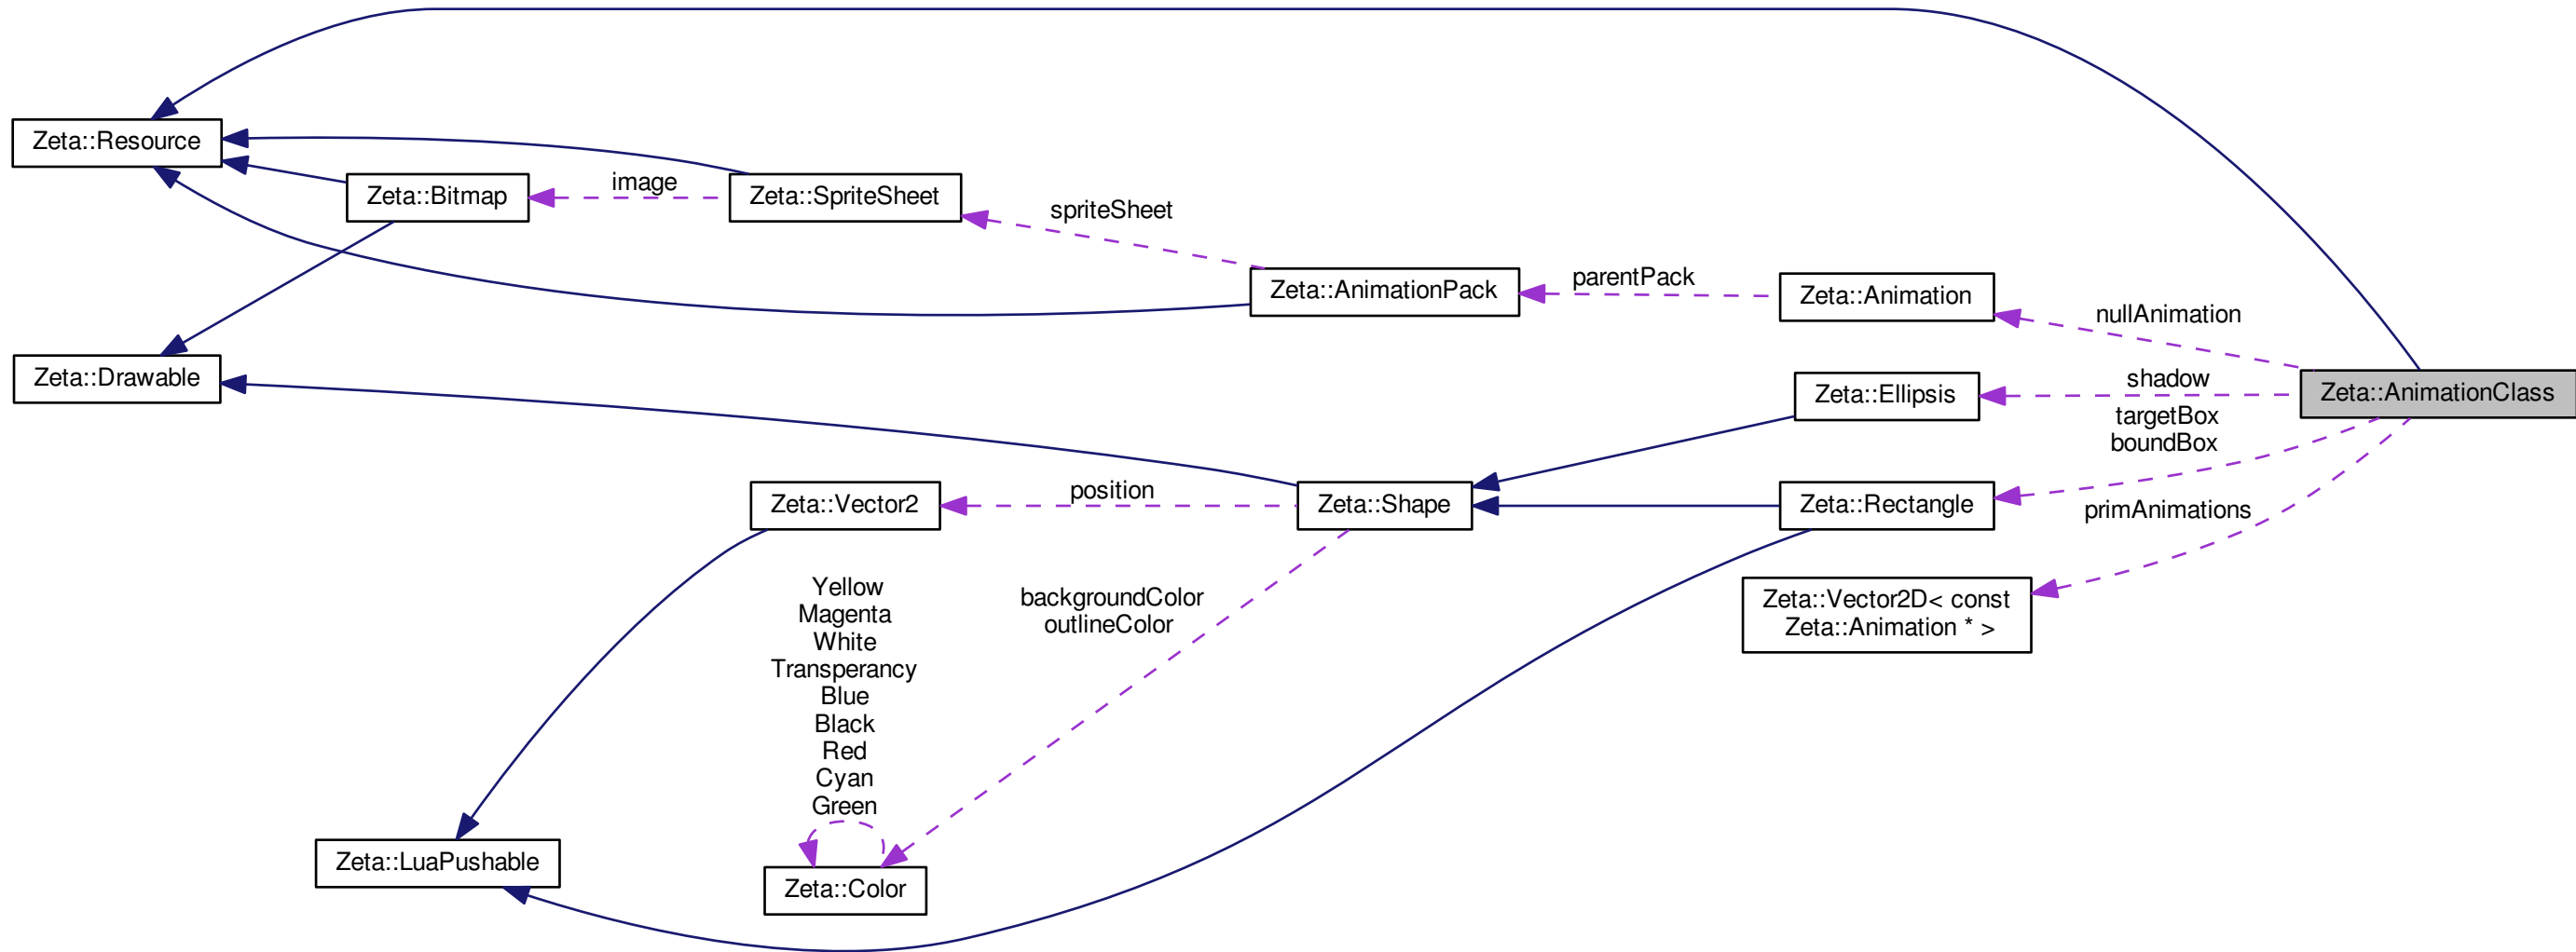 Zeta::Resource
Zeta::Bitmap
image
Zeta::SpriteSheet
spriteSheet
Zeta::AnimationPack
parentPack
Zeta::Animation
nullAnimation
Zeta::Drawable
Zeta::Ellipsis
shadow
Zeta::AnimationClass
targetBox
boundBox
Zeta::Vector2
position
Zeta::Shape
Zeta::Rectangle
primAnimations
Zeta::Vector2D< const
Zeta::Animation * >
backgroundColor
outlineColor
Yellow
Magenta
White
Transperancy
Blue
Black
Red
Cyan
Green
Zeta::LuaPushable
Zeta::Color